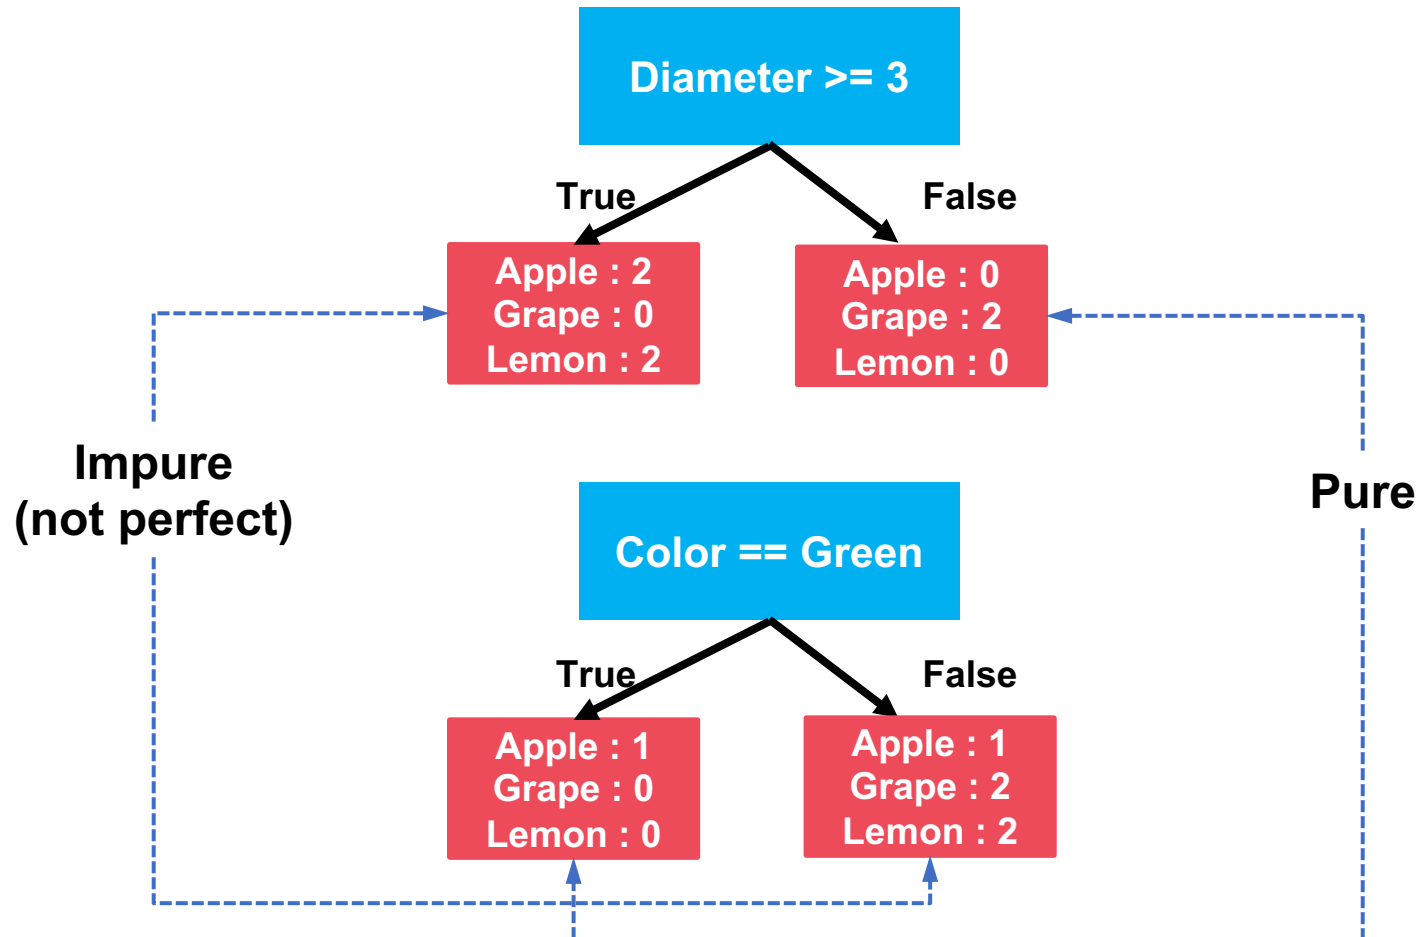 Diameter >= 3
True
False
Apple : 2
Grape : 0
Lemon : 2
Apple : 0
Grape : 2
Lemon : 0
Impure
(not perfect)
Pure
Color == Green
True
False
Apple : 1
Grape : 0
Lemon : 0
Apple : 1
Grape : 2
Lemon : 2